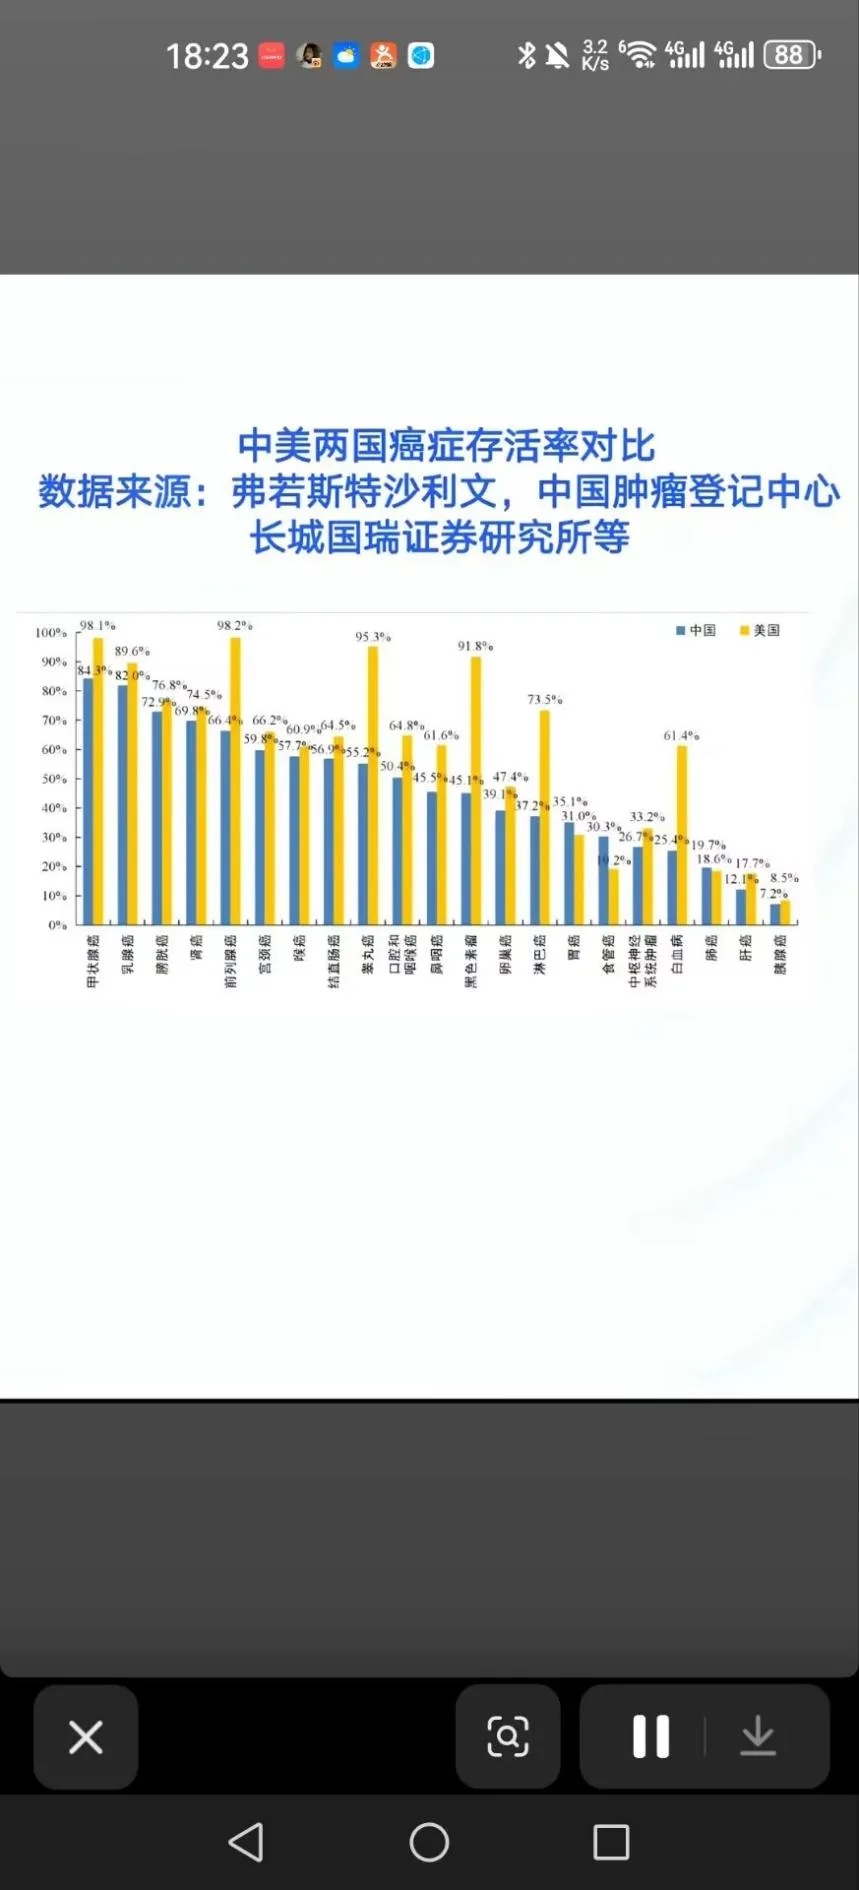 18:23
3.2
K/s
6
4G
4G
88
中美两国癌症存活率对比
数据来源：弗若斯特沙利文，中国肿瘤登记中心
长城国瑞证券研究所等
中国 美国
100%
90%
80%
70%
60%
50%
40%
30%
20%
10%
0%
84.3% 98.1%
82.0% 89.6%
72.9% 76.8%
69.8% 74.5%
66.4% 98.2%
59.8% 66.2%
57.7% 60.9%
56.9% 64.5%
55.2% 95.3%
50.4% 64.8%
45.5% 61.6%
45.1% 91.8%
39.1% 47.4%
37.2% 73.5%
35.1% 31.0%
30.3% 19.2%
26.7% 33.2%
25.4% 61.4%
19.7% 18.6%
12.1% 17.7%
7.2% 8.5%
甲状腺癌
乳腺癌
膀胱癌
肾癌
前列腺癌
宫颈癌
喉癌
结直肠癌
睾丸癌
口腔和
咽喉癌
鼻咽癌
黑色素瘤
卵巢癌
淋巴癌
胃癌
食管癌
中枢神经
系统肿瘤
白血病
肺癌
肝癌
胰腺癌